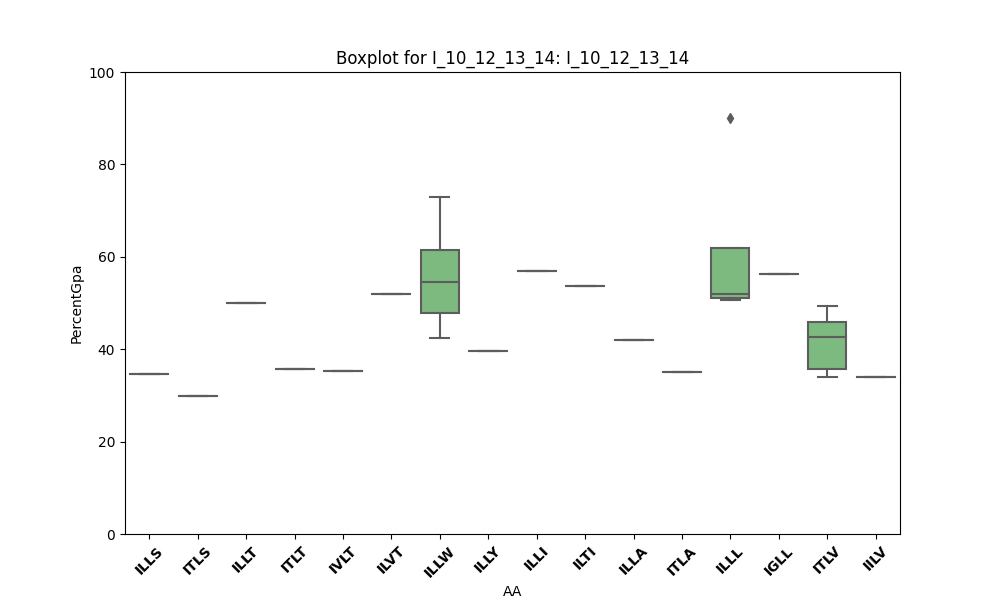 Boxplot for I_10_12_13_14: I_10_12_13_14
100
80
60
40
20
0
PercentGpa
ILLS ITLS ILLT ITLT IVLT ILVT ILLW ILLY ILLI ILTI ILLA ITLA ILLL IGLL ITLV IILV
AA